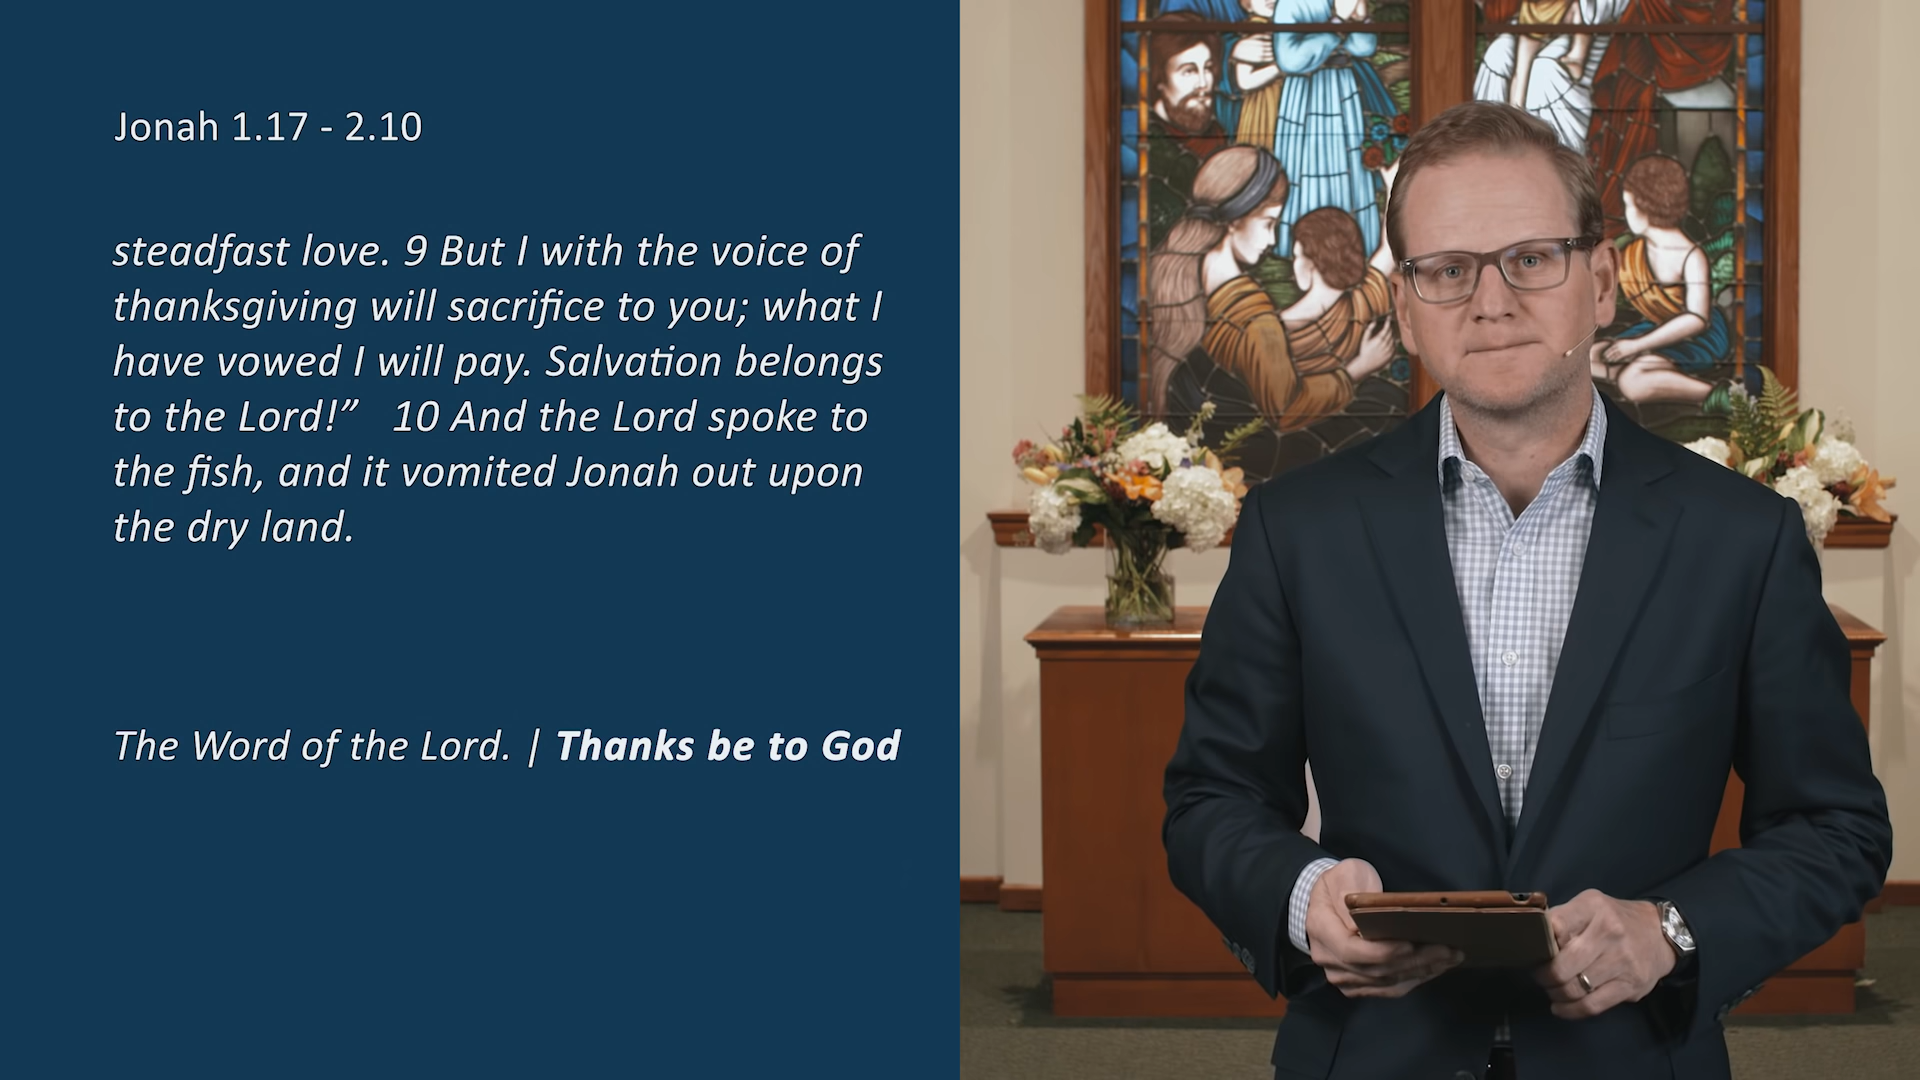 Jonah 1.17 - 2.10
steadfast love. 9 But I with the voice of
thanksgiving will sacrifice to you; what I
have vowed I will pay. Salvation belongs
to the Lord!” 10 And the Lord spoke to
the fish, and it vomited Jonah out upon
the dry land.
The Word of the Lord. | Thanks be to God